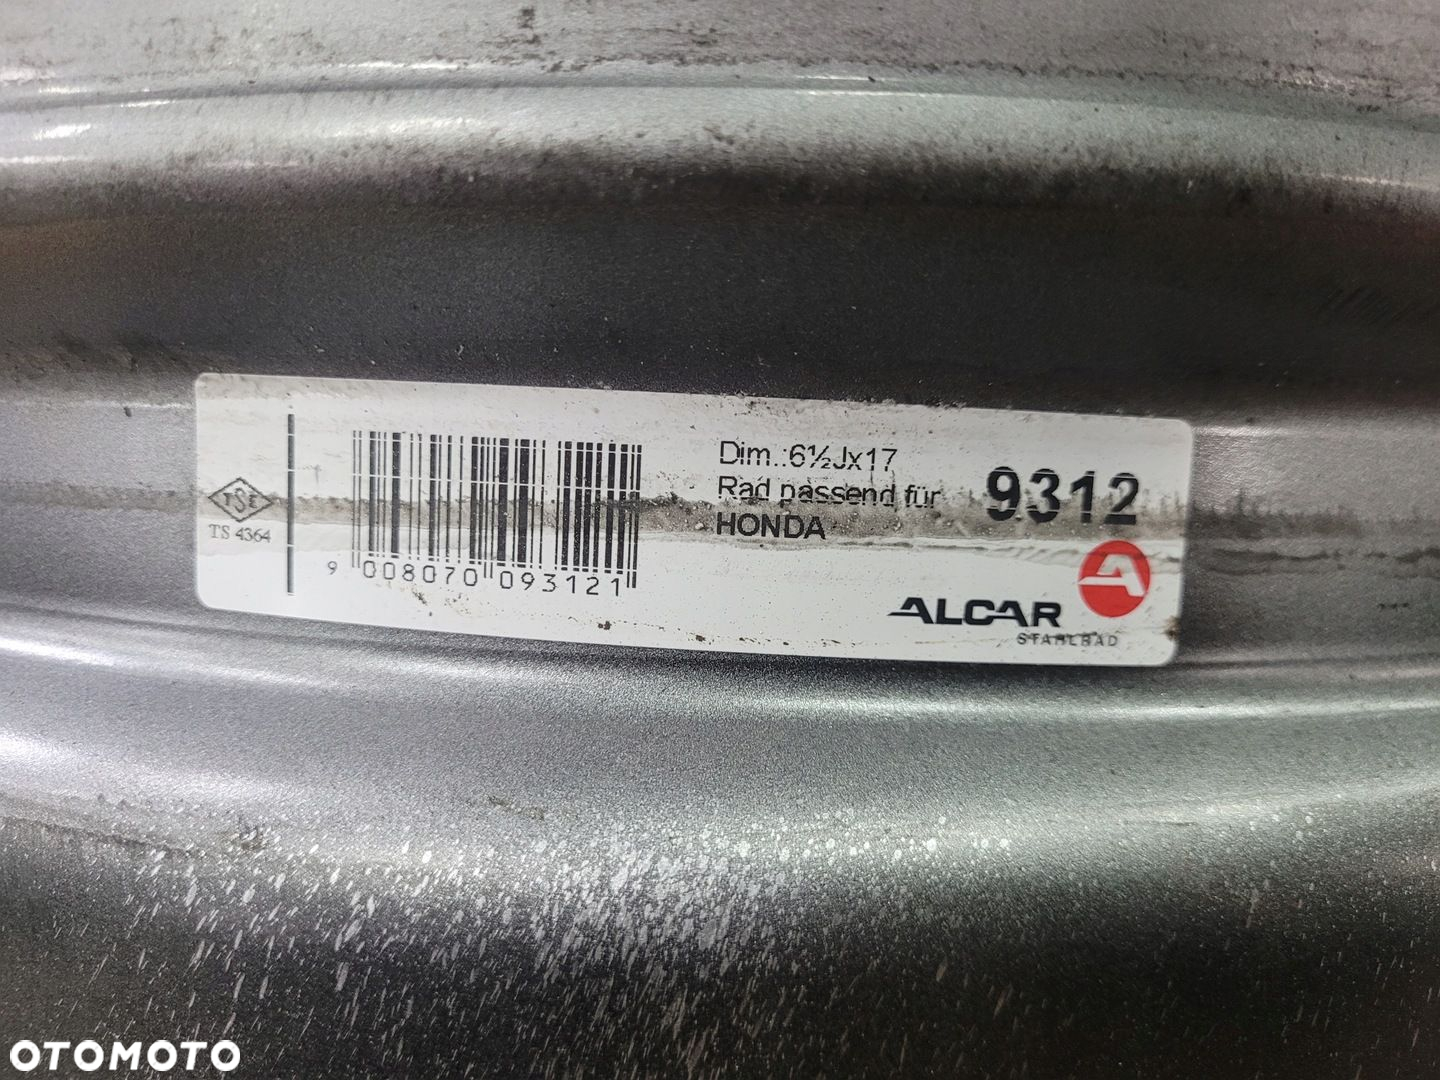 TSE
TS 4364
9 008070 093121
Dim.:6½Jx17
Rad passend für
HONDA
9312
ALCAR
STAHLRAD
OTOMOTO